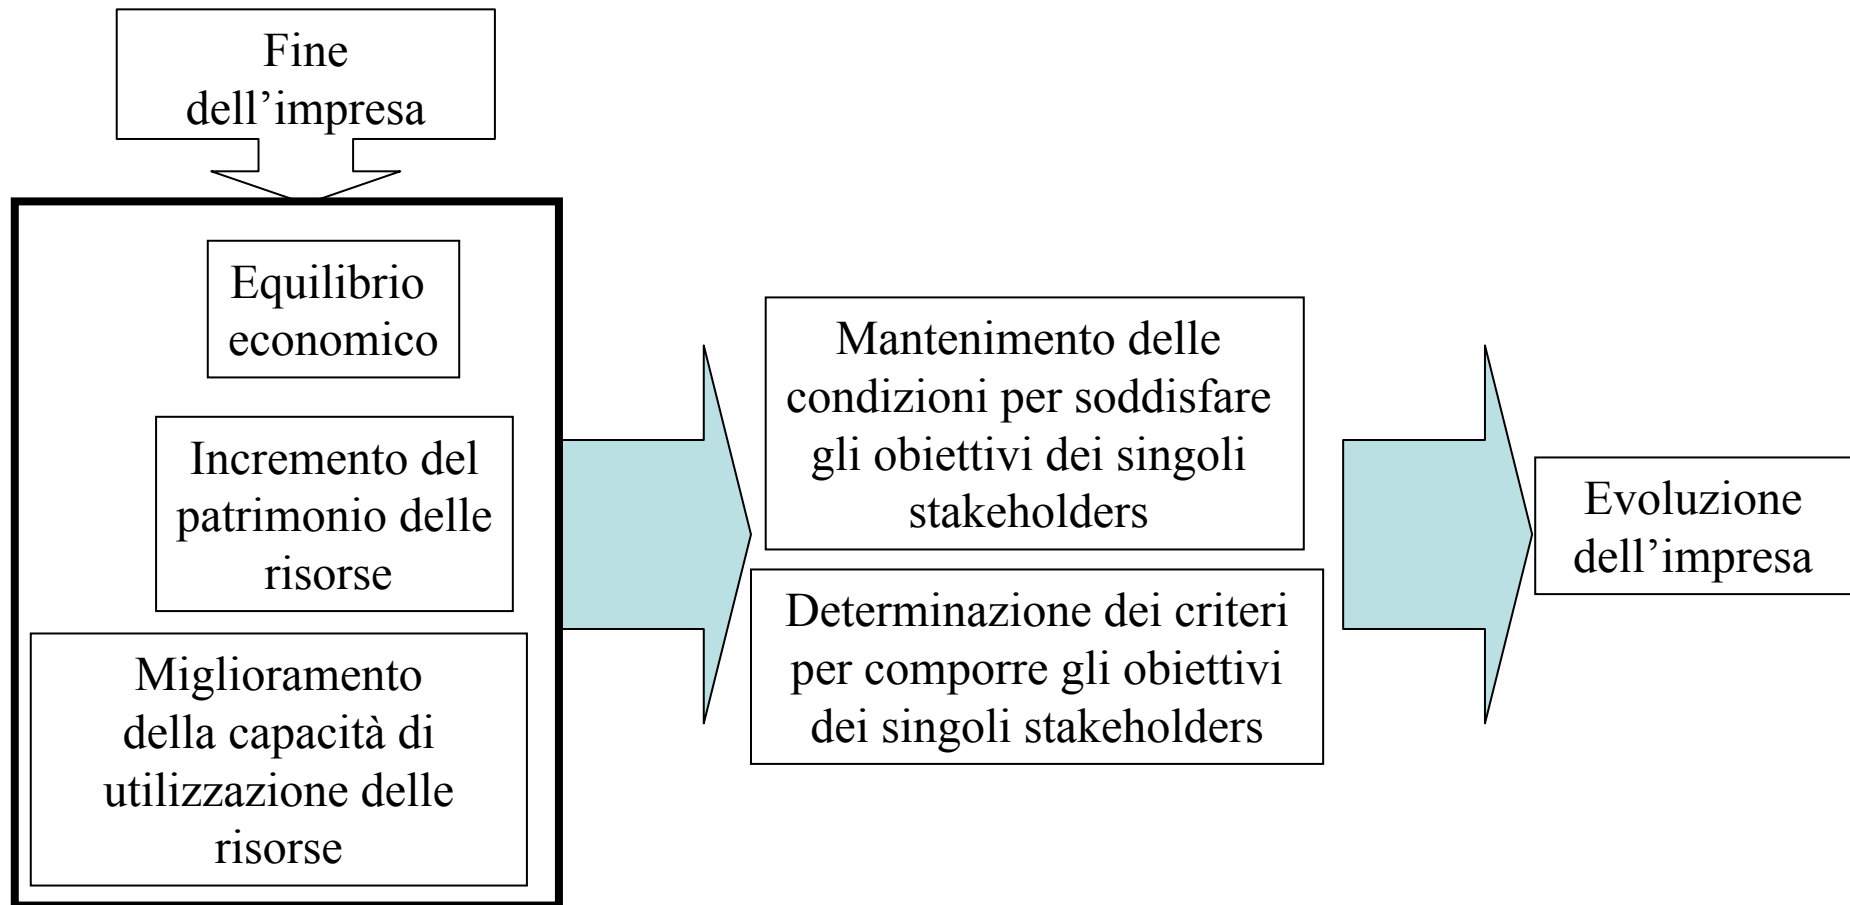 Fine
dell’impresa
Equilibrio
economico
Incremento del
patrimonio delle
risorse
Miglioramento
della capacità di
utilizzazione delle
risorse
Mantenimento delle
condizioni per soddisfare
gli obiettivi dei singoli
stakeholders
Determinazione dei criteri
per comporre gli obiettivi
dei singoli stakeholders
Evoluzione
dell’impresa